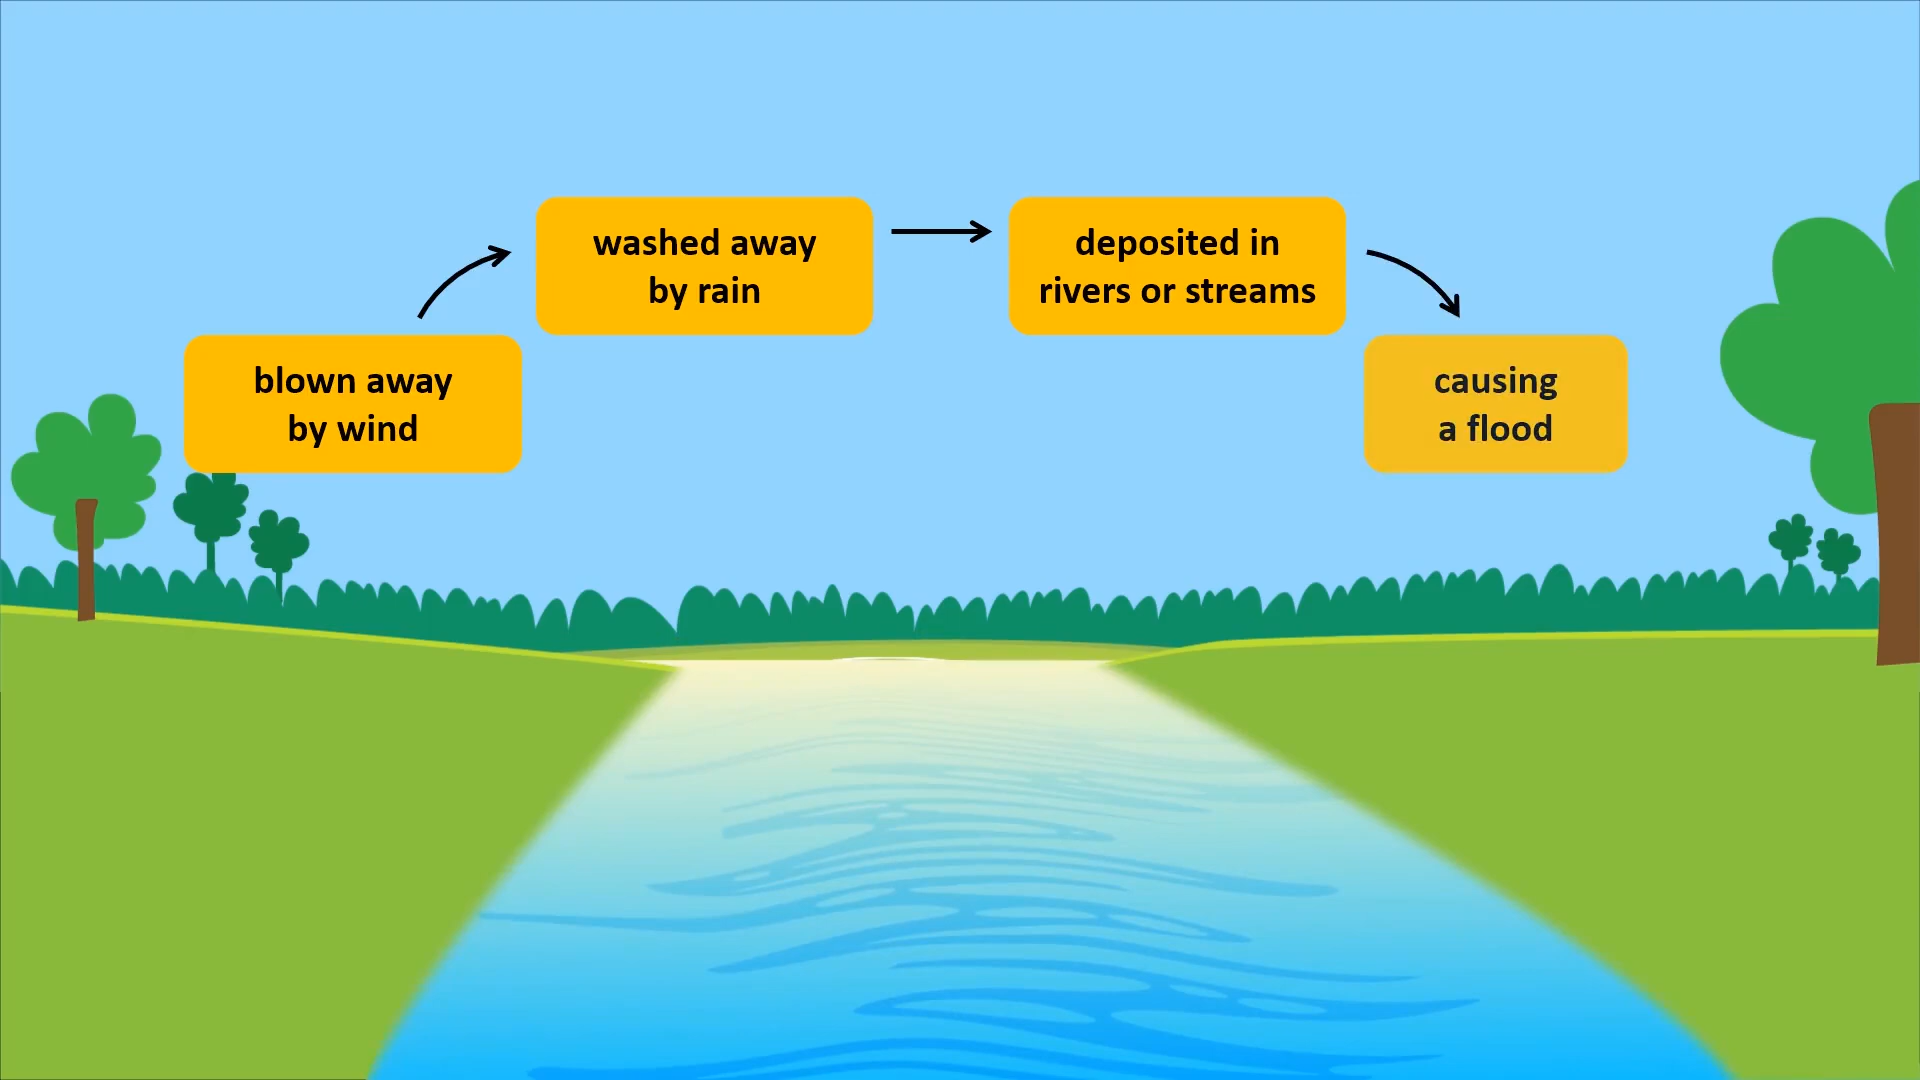 blown away
by wind
washed away
by rain
deposited in
rivers or streams
causing
a flood